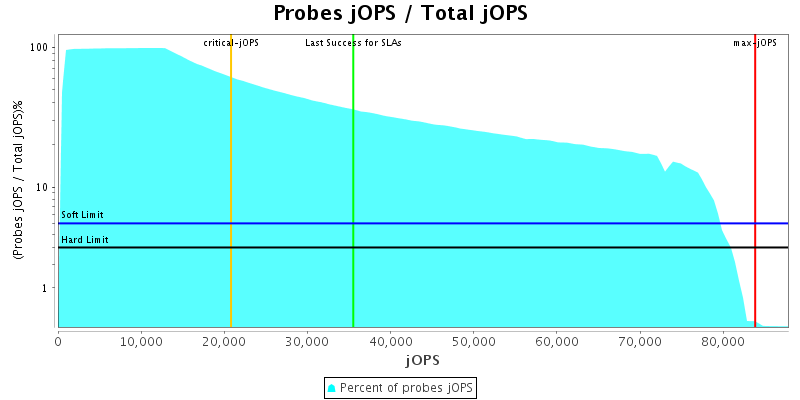 Probes jOPS / Total jOPS
critical-jOPS Last Success for SLAs max-jOPS
100
(Probes jOPS / Total jOPS)%
10
Soft Limit
Hard Limit
1
0 10,000 20,000 30,000 40,000 50,000 60,000 70,000 80,000
jOPS
Percent of probes jOPS